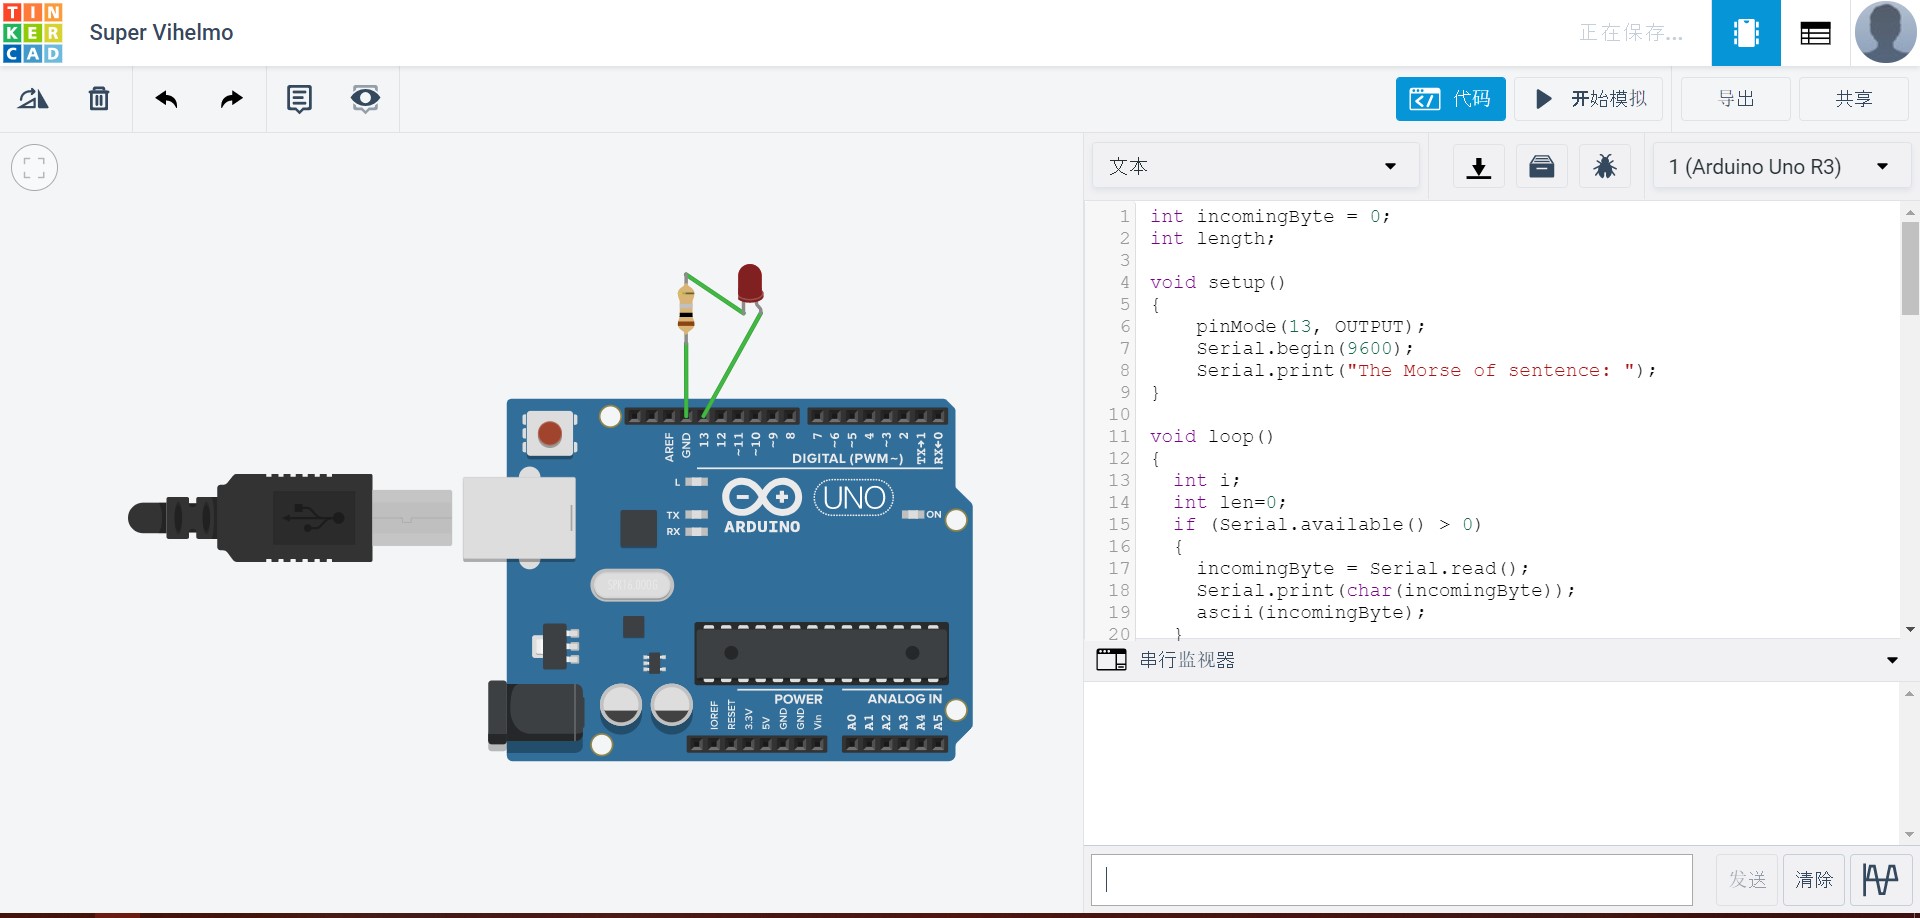 TIN
KER
CAD
Super Vihelmo
正在保存...
代码
开始模拟
导出
共享
文本
1 (Arduino Uno R3)
1 int incomingByte = 0;
2 int length;
3
4 void setup()
5 {
6 pinMode(13, OUTPUT);
7 Serial.begin(9600);
8 Serial.print("The Morse of sentence: ");
9 }
10
11 void loop()
12 {
13 int i;
14 int len=0;
15 if (Serial.available() > 0)
16 {
17 incomingByte = Serial.read();
18 Serial.print(char(incomingByte));
19 ascii(incomingByte);
20 }
串行监视器
发送
清除
AREF
GND
13
12
~11
~10
~9
8
7
~6
~5
4
~3
2
TX→1
RX←0
DIGITAL (PWM~)
L
TX
RX
ARDUINO
UNO
ON
POWER
ANALOG IN
IOREF
RESET
3.3V
5V
GND
GND
Vin
A0
A1
A2
A3
A4
A5